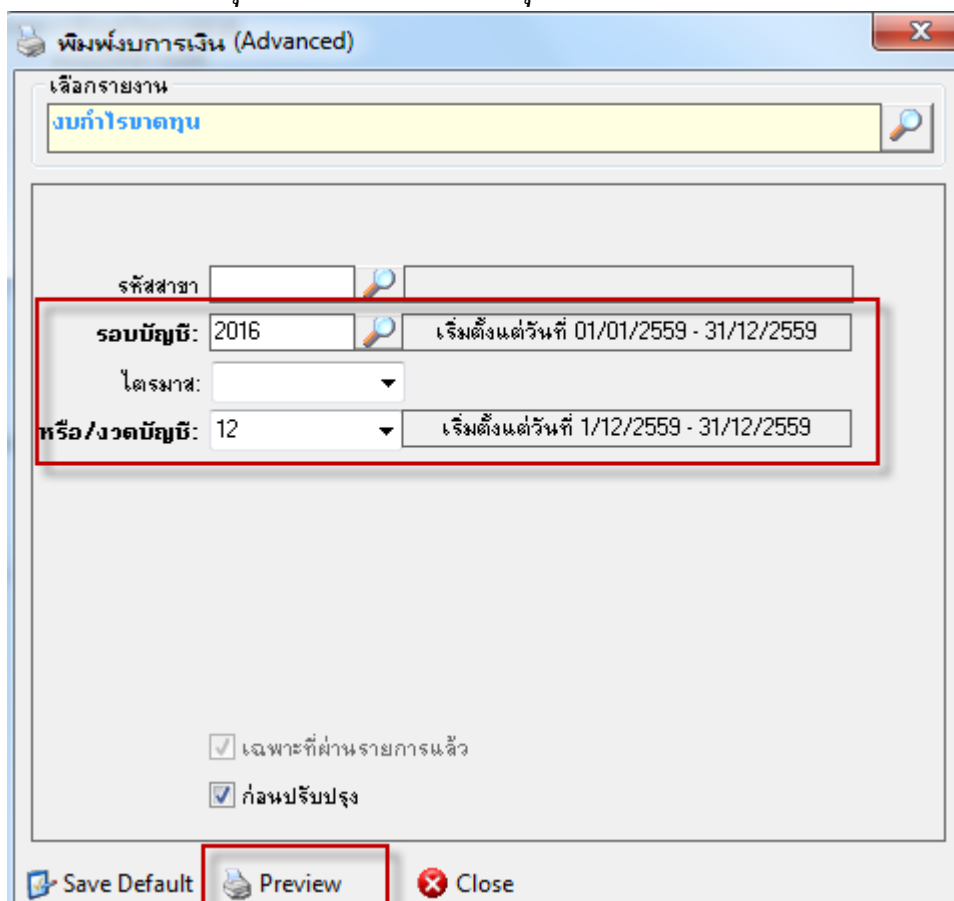 พิมพ์งบการเงิน (Advanced)
เลือกรายงาน
งบกำไรขาดทุน
รหัสสาขา
รอบบัญชี: 2016 เริ่มตั้งแต่วันที่ 01/01/2559 - 31/12/2559
ไตรมาส:
หรือ/งวดบัญชี: 12 เริ่มตั้งแต่วันที่ 1/12/2559 - 31/12/2559
เฉพาะที่ผ่านรายการแล้ว
ก่อนปรับปรุง
Save Default Preview Close